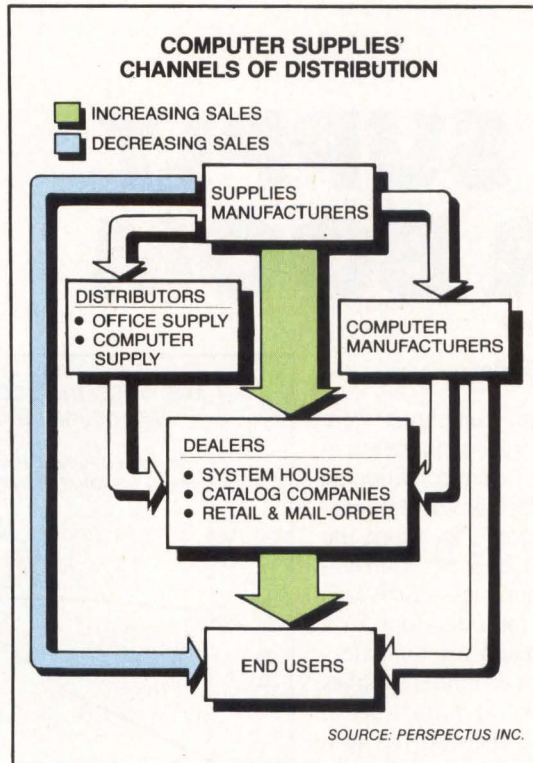 COMPUTER SUPPLIES'
CHANNELS OF DISTRIBUTION
INCREASING SALES
DECREASING SALES
SUPPLIES
MANUFACTURERS
DISTRIBUTORS
• OFFICE SUPPLY
• COMPUTER
SUPPLY
COMPUTER
MANUFACTURERS
DEALERS
• SYSTEM HOUSES
• CATALOG COMPANIES
• RETAIL & MAIL-ORDER
END USERS
SOURCE: PERSPECTUS INC.